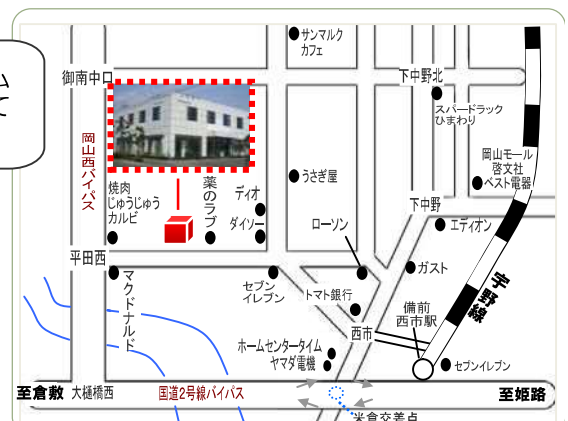 サンマルク
カフェ
ム
て
御南中口
下中野北
スパードラック
ひまわり
岡山西バイパス
岡山モール
啓文社
ベスト電器
焼肉
じゅうじゅう
カルビ
薬のラブ
ディオ
ダイソー
うさぎ屋
下中野
ローソン
エディオン
平田西
マクドナルド
セブン
イレブン
トマト銀行
ガスト
宇野線
備前
西市駅
西市
ホームセンタータイム
ヤマダ電機
セブンイレブン
至倉敷
大樋橋西
国道2号線バイパス
至姫路
米倉交差点